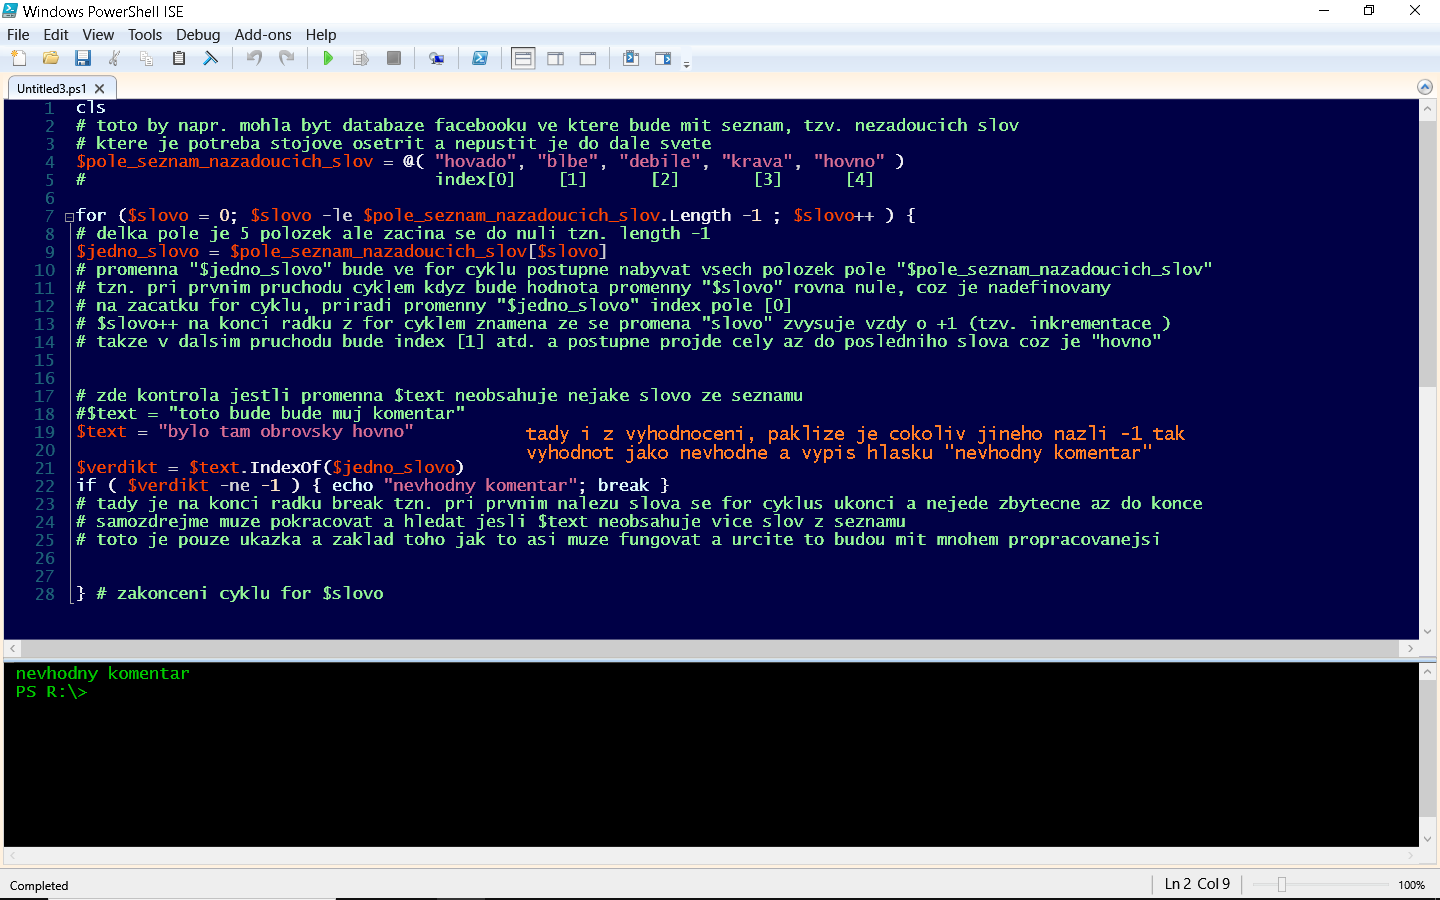 Windows PowerShell ISE
File Edit View Tools Debug Add-ons Help
Untitled3.ps1
1 cls
2 # toto by napr. mohla byt databaze facebooku ve ktere bude mit seznam, tzv. nezadoucich slov
3 # ktere je potreba stojove osetrit a nepustit je do dale svete
4 $pole_seznam_nazadoucich_slov = @( "hovado", "blbe", "debile", "krava", "hovno" )
5 # index[0] [1] [2] [3] [4]
6
7 for ($slovo = 0; $slovo -le $pole_seznam_nazadoucich_slov.Length -1 ; $slovo++ ) {
8 # delka pole je 5 polozek ale zacina se do nuli tzn. length -1
9 $jedno_slovo = $pole_seznam_nazadoucich_slov[$slovo]
10 # promenna "$jedno_slovo" bude ve for cyklu postupne nabyvat vsech polozek pole "$pole_seznam_nazadoucich_slov"
11 # tzn. pri prvnim pruchodu cyklem kdyz bude hodnota promenny "$slovo" rovna nule, coz je nadefinovany
12 # na zacatku for cyklu, priradi promenny "$jedno_slovo" index pole [0]
13 # $slovo++ na konci radku z for cyklem znamena ze se promena "slovo" zvysuje vzdy o +1 (tzv. inkrementace )
14 # takze v dalsim pruchodu bude index [1] atd. a postupne projde cely az do posledniho slova coz je "hovno"
15
16
17 # zde kontrola jestli promenna $text neobsahuje nejake slovo ze seznamu
18 #$text = "toto bude bude muj komentar"
19 $text = "bylo tam obrovsky hovno" tady i z vyhodnoceni, paklize je cokoliv jineho nazli -1 tak
20 vyhodnot jako nevhodne a vypis hlasku "nevhodny komentar"
21 $verdikt = $text.IndexOf($jedno_slovo)
22 if ( $verdikt -ne -1 ) { echo "nevhodny komentar"; break }
23 # tady je na konci radku break tzn. pri prvnim nalezu slova se for cyklus ukonci a nejede zbytecne az do konce
24 # samozdrejme muze pokracovat a hledat jesli $text neobsahuje vice slov z seznamu
25 # toto je pouze ukazka a zaklad toho jak to asi muze fungovat a urcite to budou mit mnohem propracovanejsi
26
27
28 } # zakonceni cyklu for $slovo
nevhodny komentar
PS R:\>
Completed Ln 2 Col 9 100%